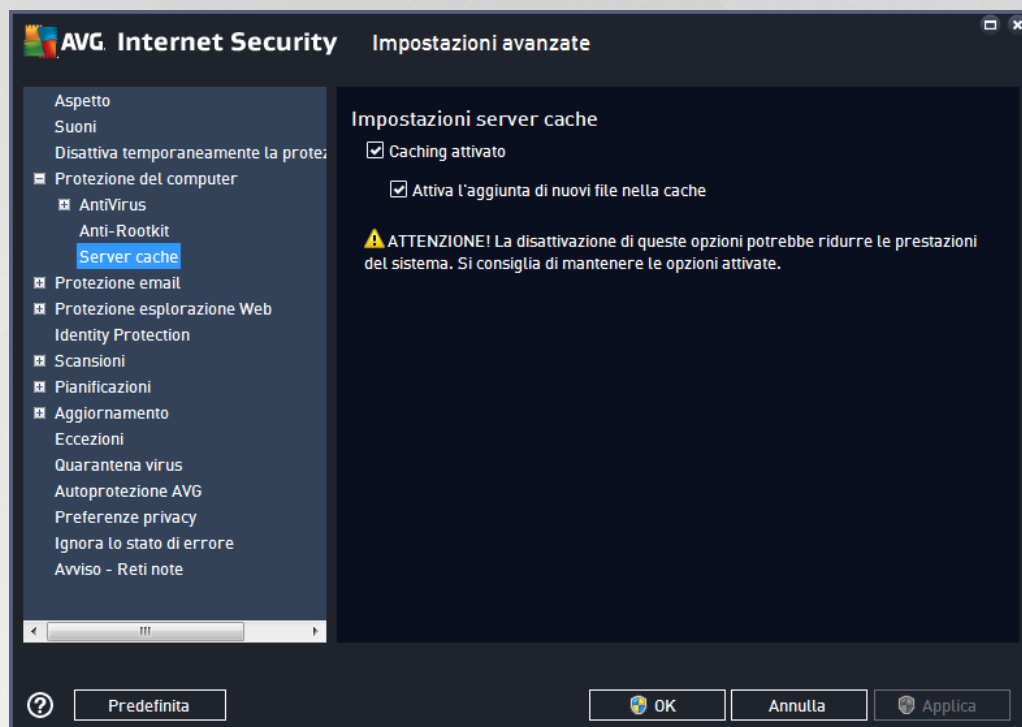 AVG. Internet Security Impostazioni avanzate
Aspetto
Suoni
Disattiva temporaneamente la protez
Protezione del computer
AntiVirus
Anti-Rootkit
Server cache
Protezione email
Protezione esplorazione Web
Identity Protection
Scansioni
Pianificazioni
Aggiornamento
Eccezioni
Quarantena virus
Autoprotezione AVG
Preferenze privacy
Ignora lo stato di errore
Avviso - Reti note
Impostazioni server cache
Caching attivato
Attiva l'aggiunta di nuovi file nella cache
ATTENZIONE! La disattivazione di queste opzioni potrebbe ridurre le prestazioni
del sistema. Si consiglia di mantenere le opzioni attivate.
Predefinita
OK
Annulla
Applica